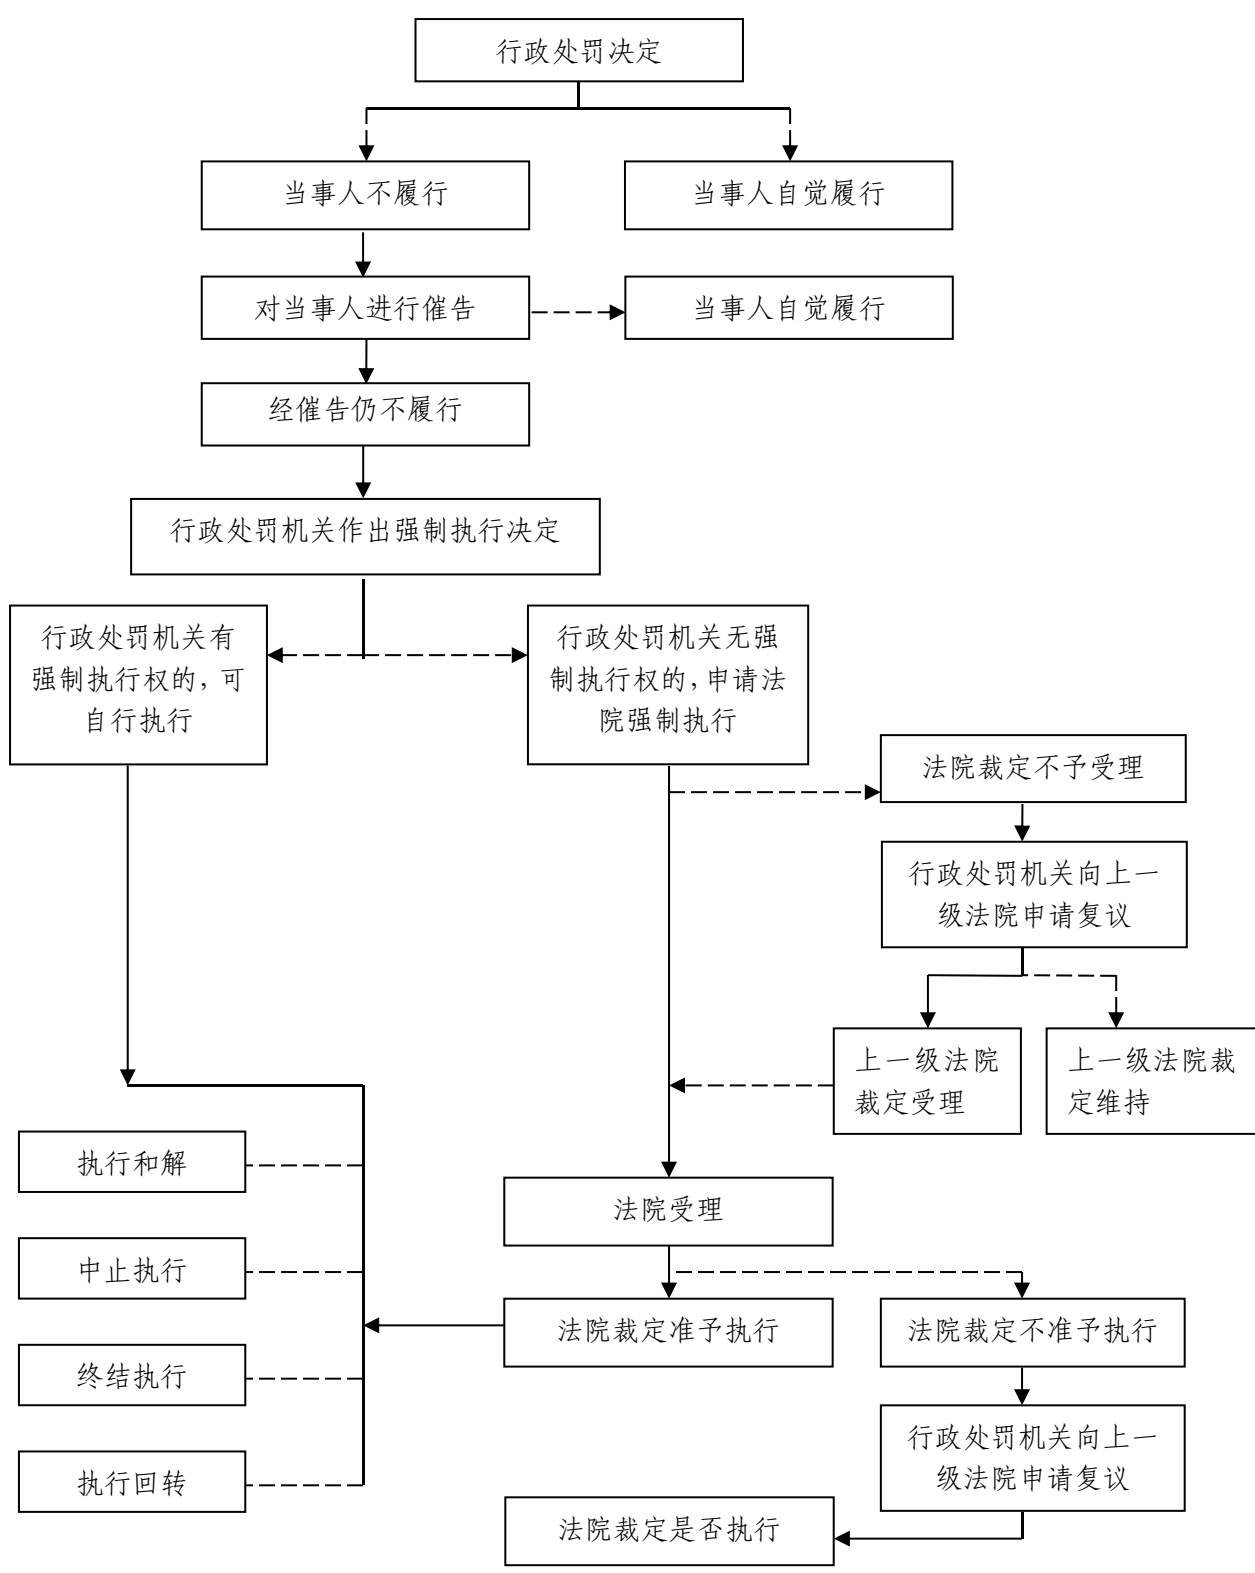 行政处罚决定
当事人不履行
当事人自觉履行
对当事人进行催告
当事人自觉履行
经催告仍不履行
行政处罚机关作出强制执行决定
行政处罚机关有
强制执行权的，可
自行执行
行政处罚机关无强
制执行权的，申请法
院强制执行
法院裁定不予受理
行政处罚机关向上一
级法院申请复议
上一级法院
裁定受理
上一级法院裁
定维持
执行和解
法院受理
中止执行
法院裁定准予执行
法院裁定不准予执行
终结执行
行政处罚机关向上一
级法院申请复议
执行回转
法院裁定是否执行